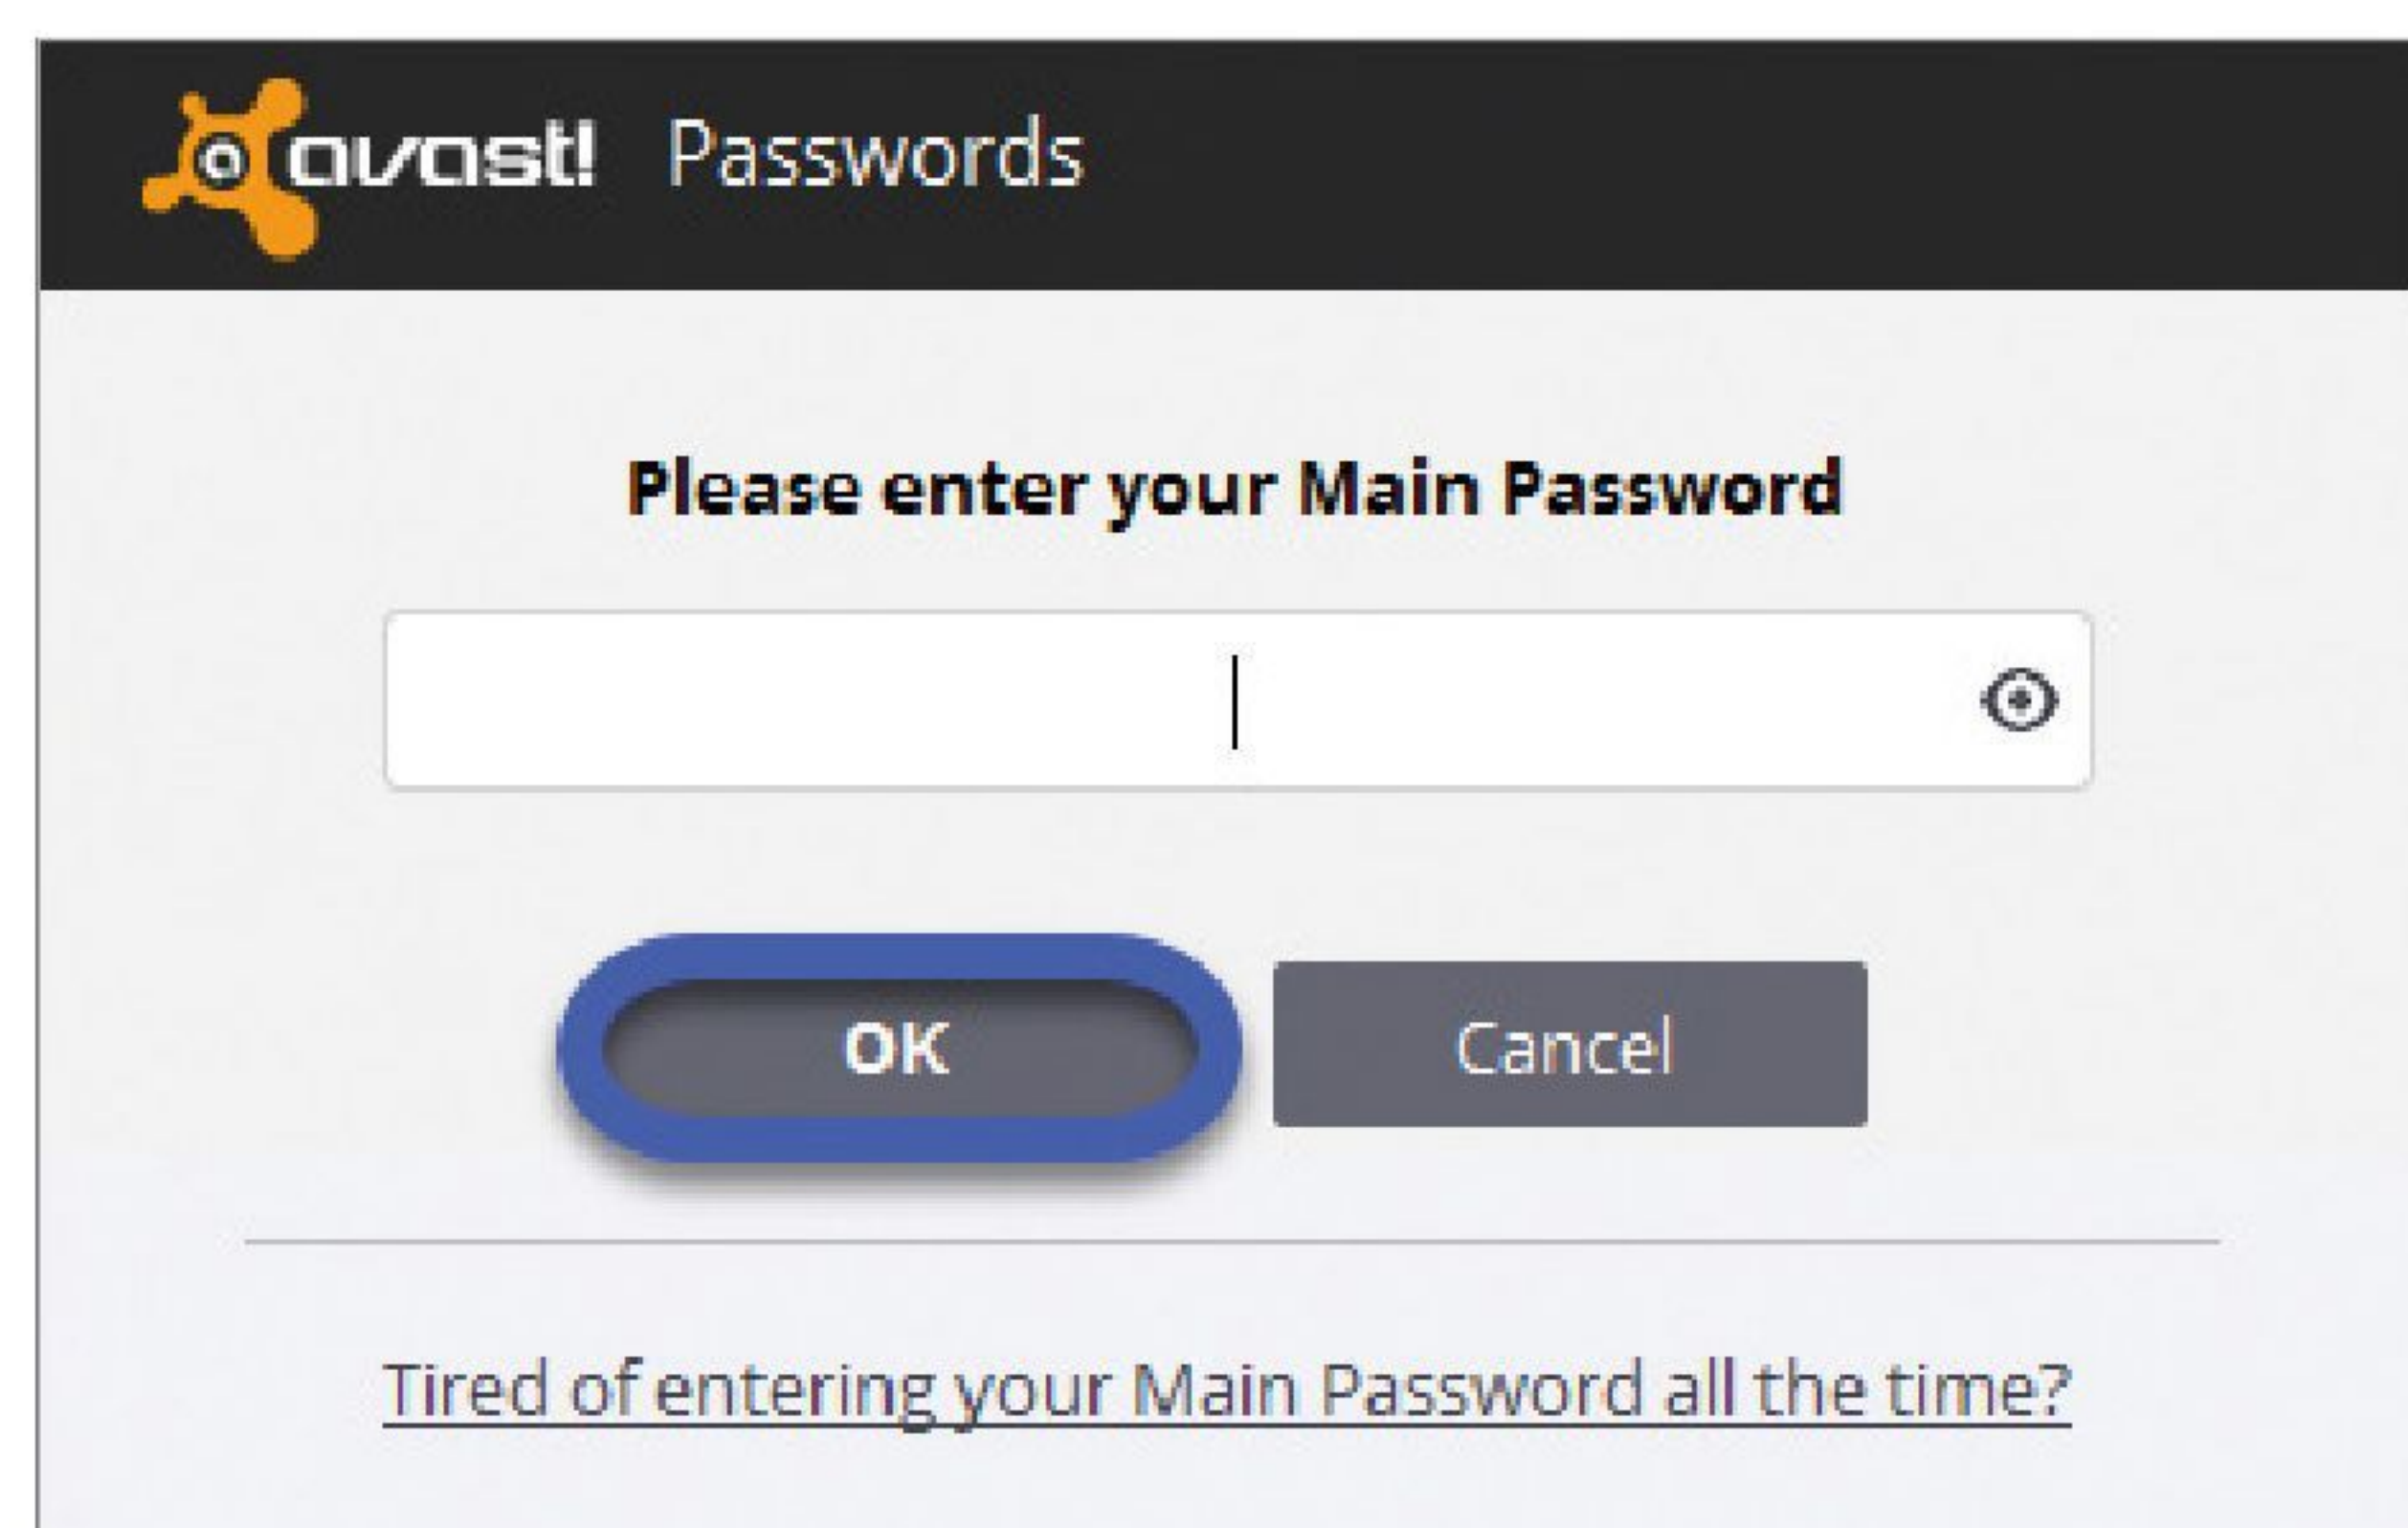 avast! Passwords
Please enter your Main Password
OK Cancel
Tired of entering your Main Password all the time?